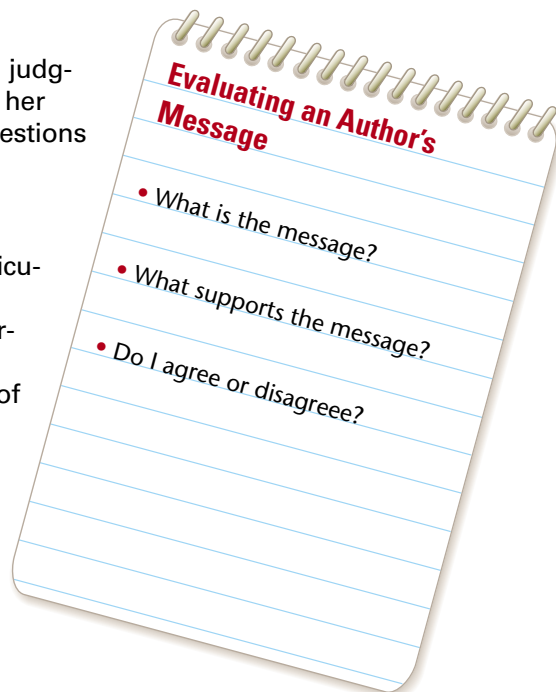 judg-
her
estions
icu-
r-
of
Evaluating an Author's
Message
• What is the message?
• What supports the message?
• Do I agree or disagreee?